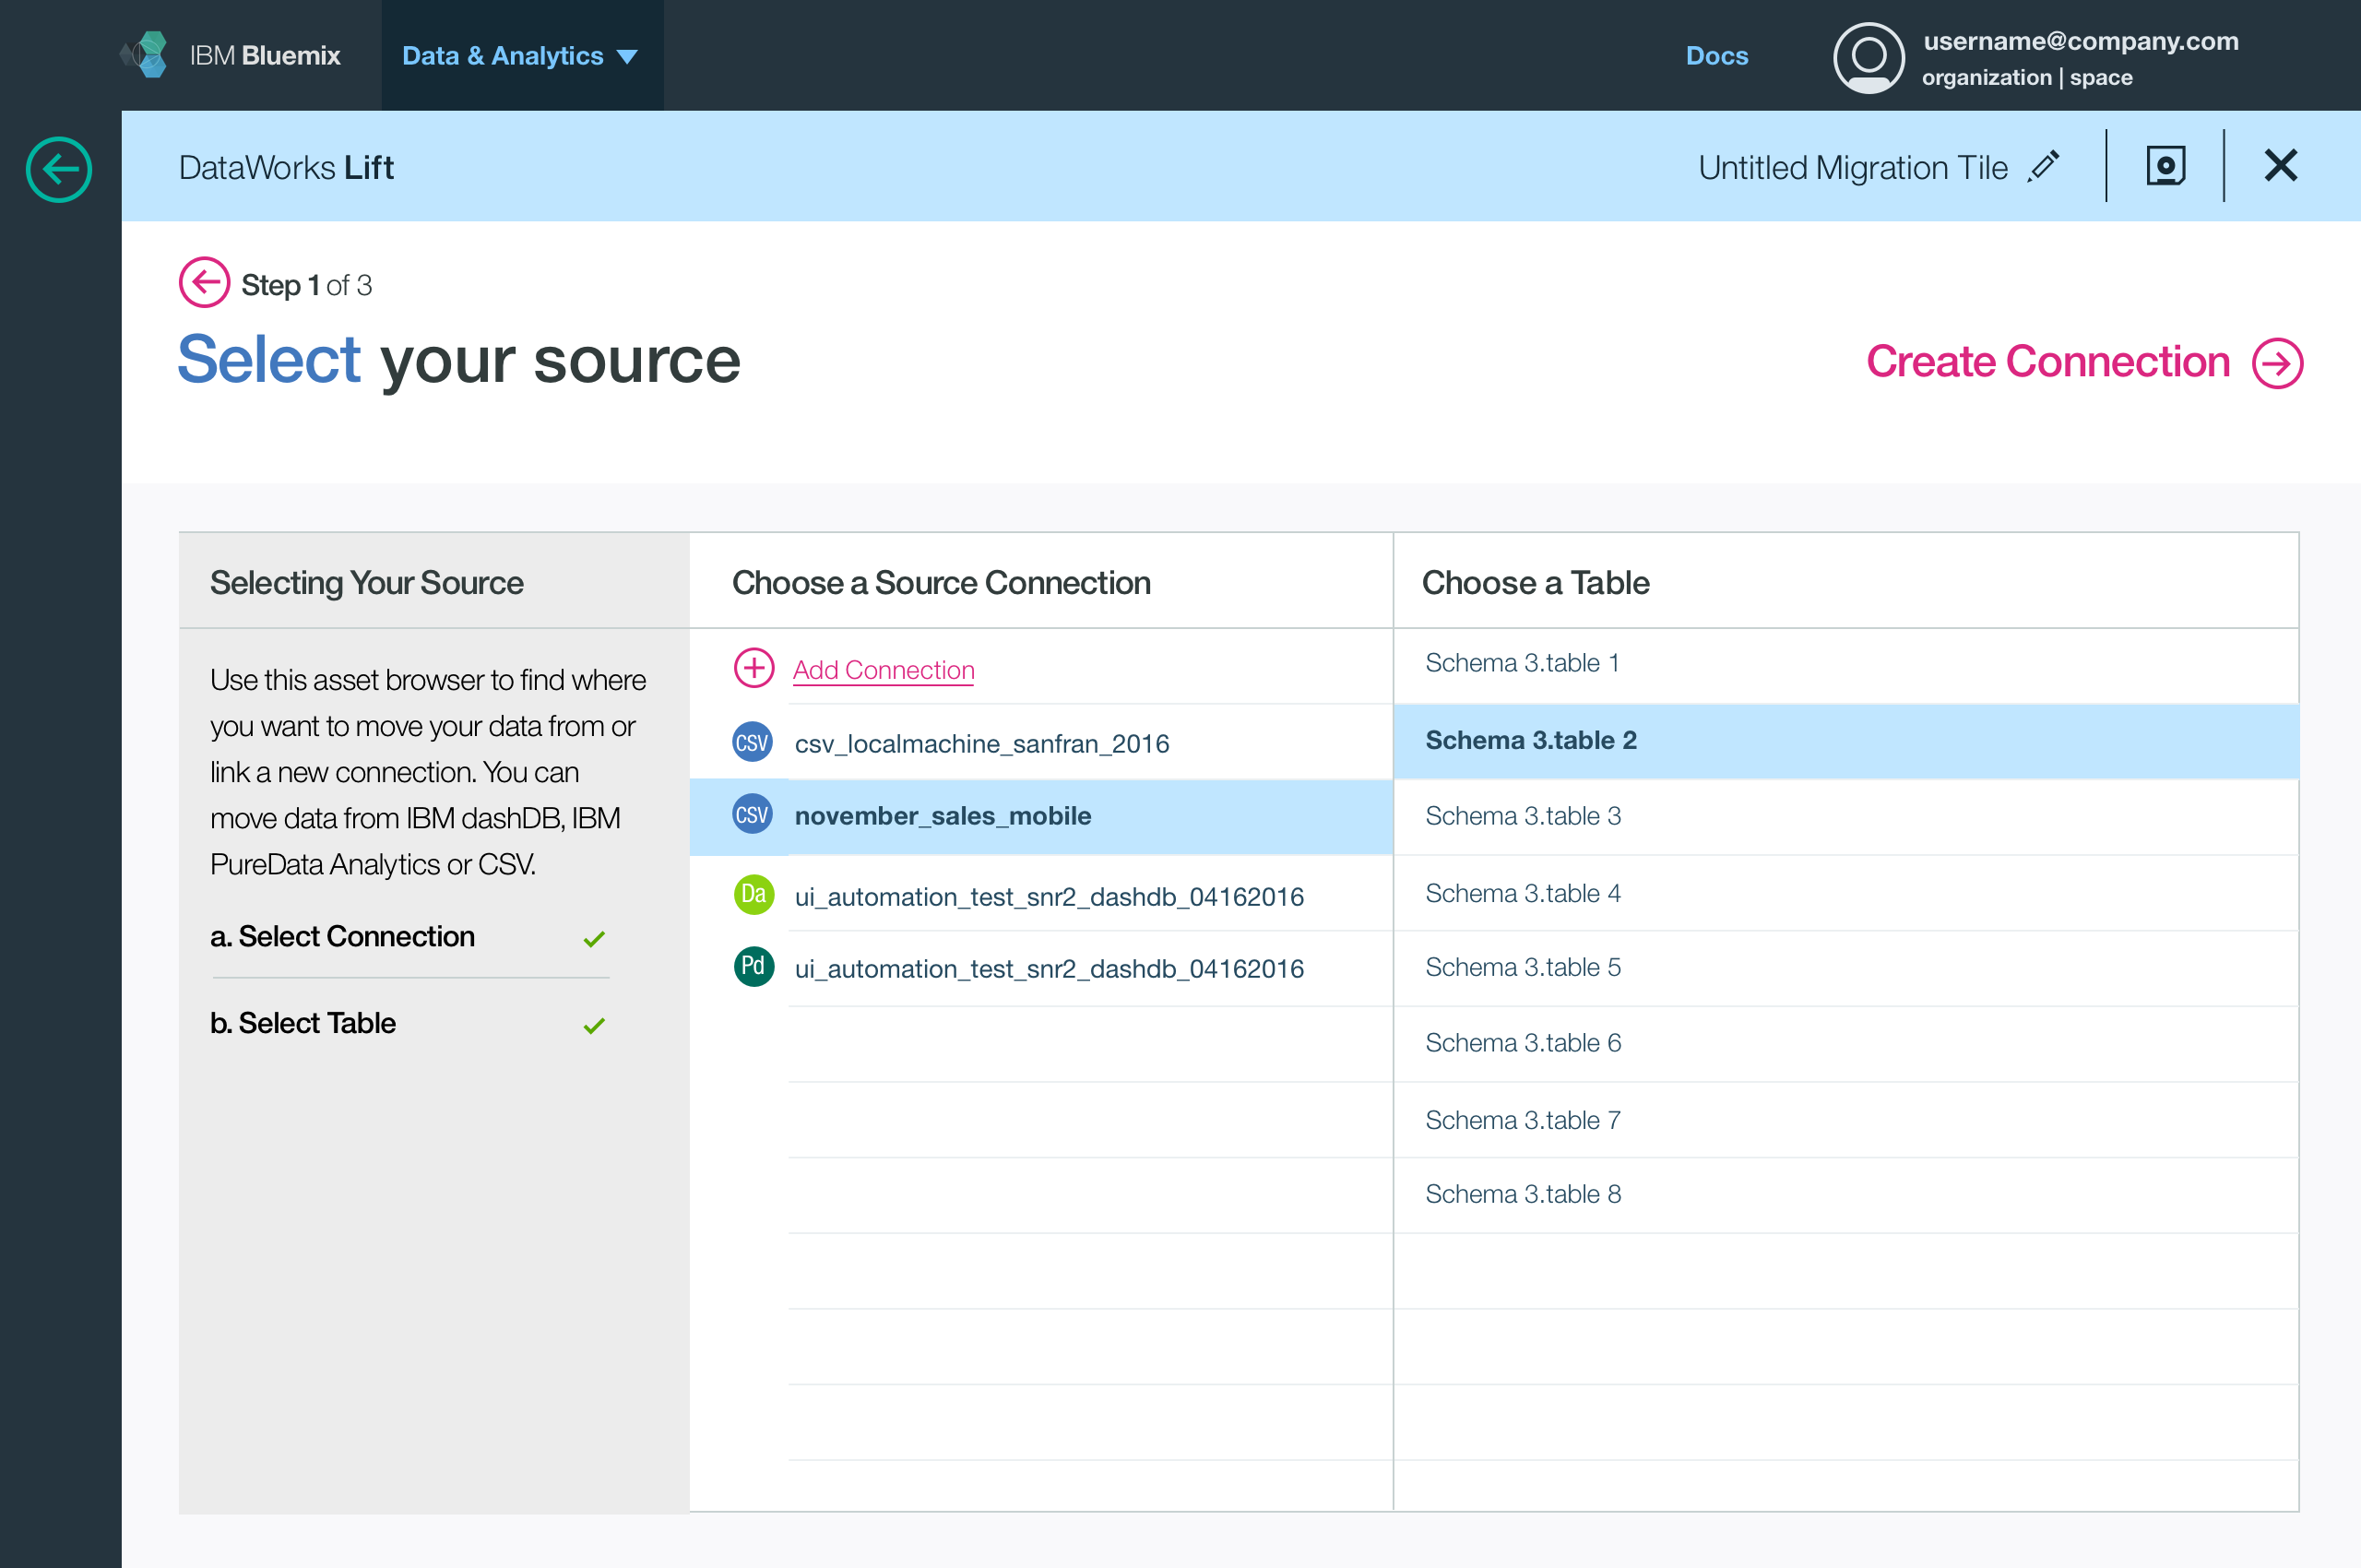 IBM Bluemix
Data & Analytics
Docs
username@company.com
organization | space
DataWorks Lift
Untitled Migration Tile
Step 1 of 3
Select your source
Create Connection
Selecting Your Source
Use this asset browser to find where
you want to move your data from or
link a new connection. You can
move data from IBM dashDB, IBM
PureData Analytics or CSV.
a. Select Connection
b. Select Table
Choose a Source Connection
Add Connection
CSV csv_localmachine_sanfran_2016
CSV november_sales_mobile
Da ui_automation_test_snr2_dashdb_04162016
Pd ui_automation_test_snr2_dashdb_04162016
Choose a Table
Schema 3.table 1
Schema 3.table 2
Schema 3.table 3
Schema 3.table 4
Schema 3.table 5
Schema 3.table 6
Schema 3.table 7
Schema 3.table 8